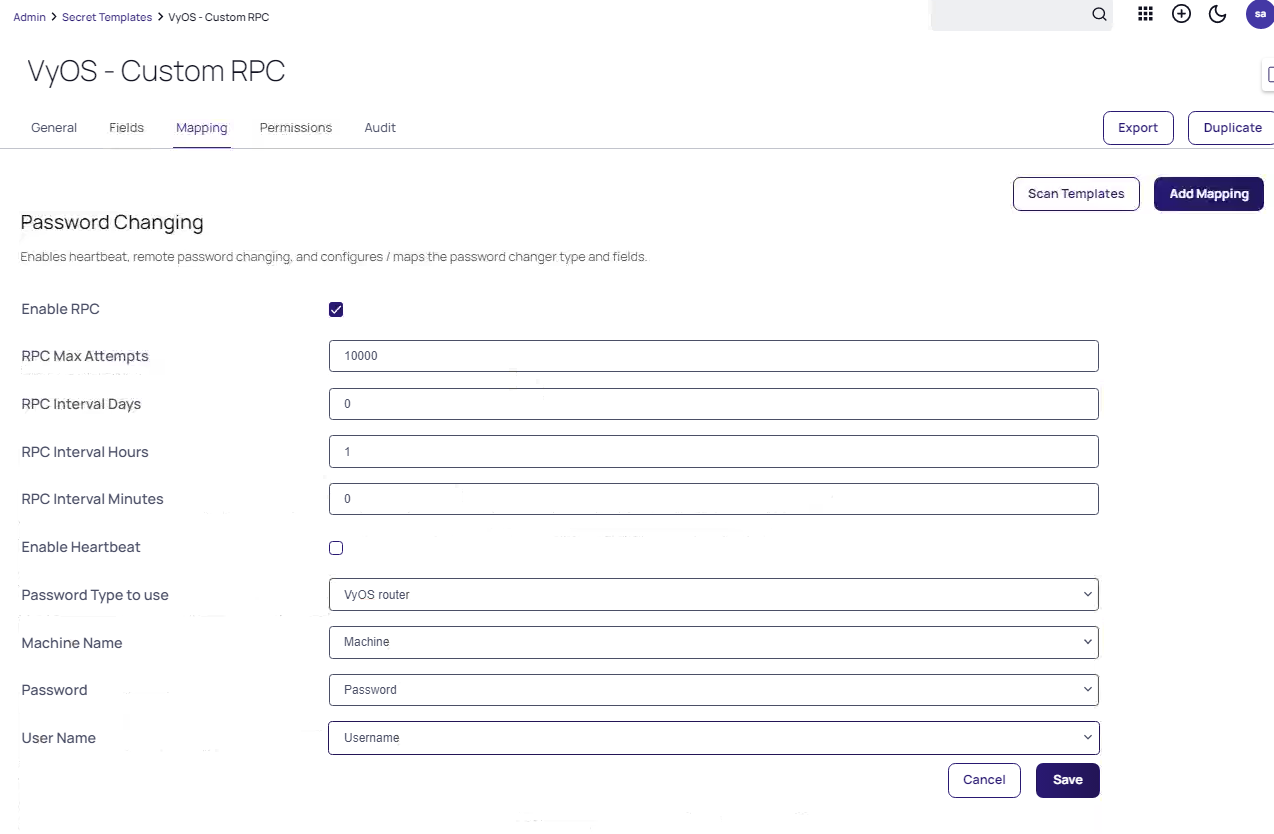 Admin > Secret Templates > VyOS - Custom RPC
sa
VyOS - Custom RPC
General Fields Mapping Permissions Audit
Export Duplicate
Scan Templates Add Mapping
Password Changing
Enables heartbeat, remote password changing, and configures / maps the password changer type and fields.
Enable RPC
RPC Max Attempts 10000
RPC Interval Days 0
RPC Interval Hours 1
RPC Interval Minutes 0
Enable Heartbeat
Password Type to use VyOS router
Machine Name Machine
Password Password
User Name Username
Cancel Save